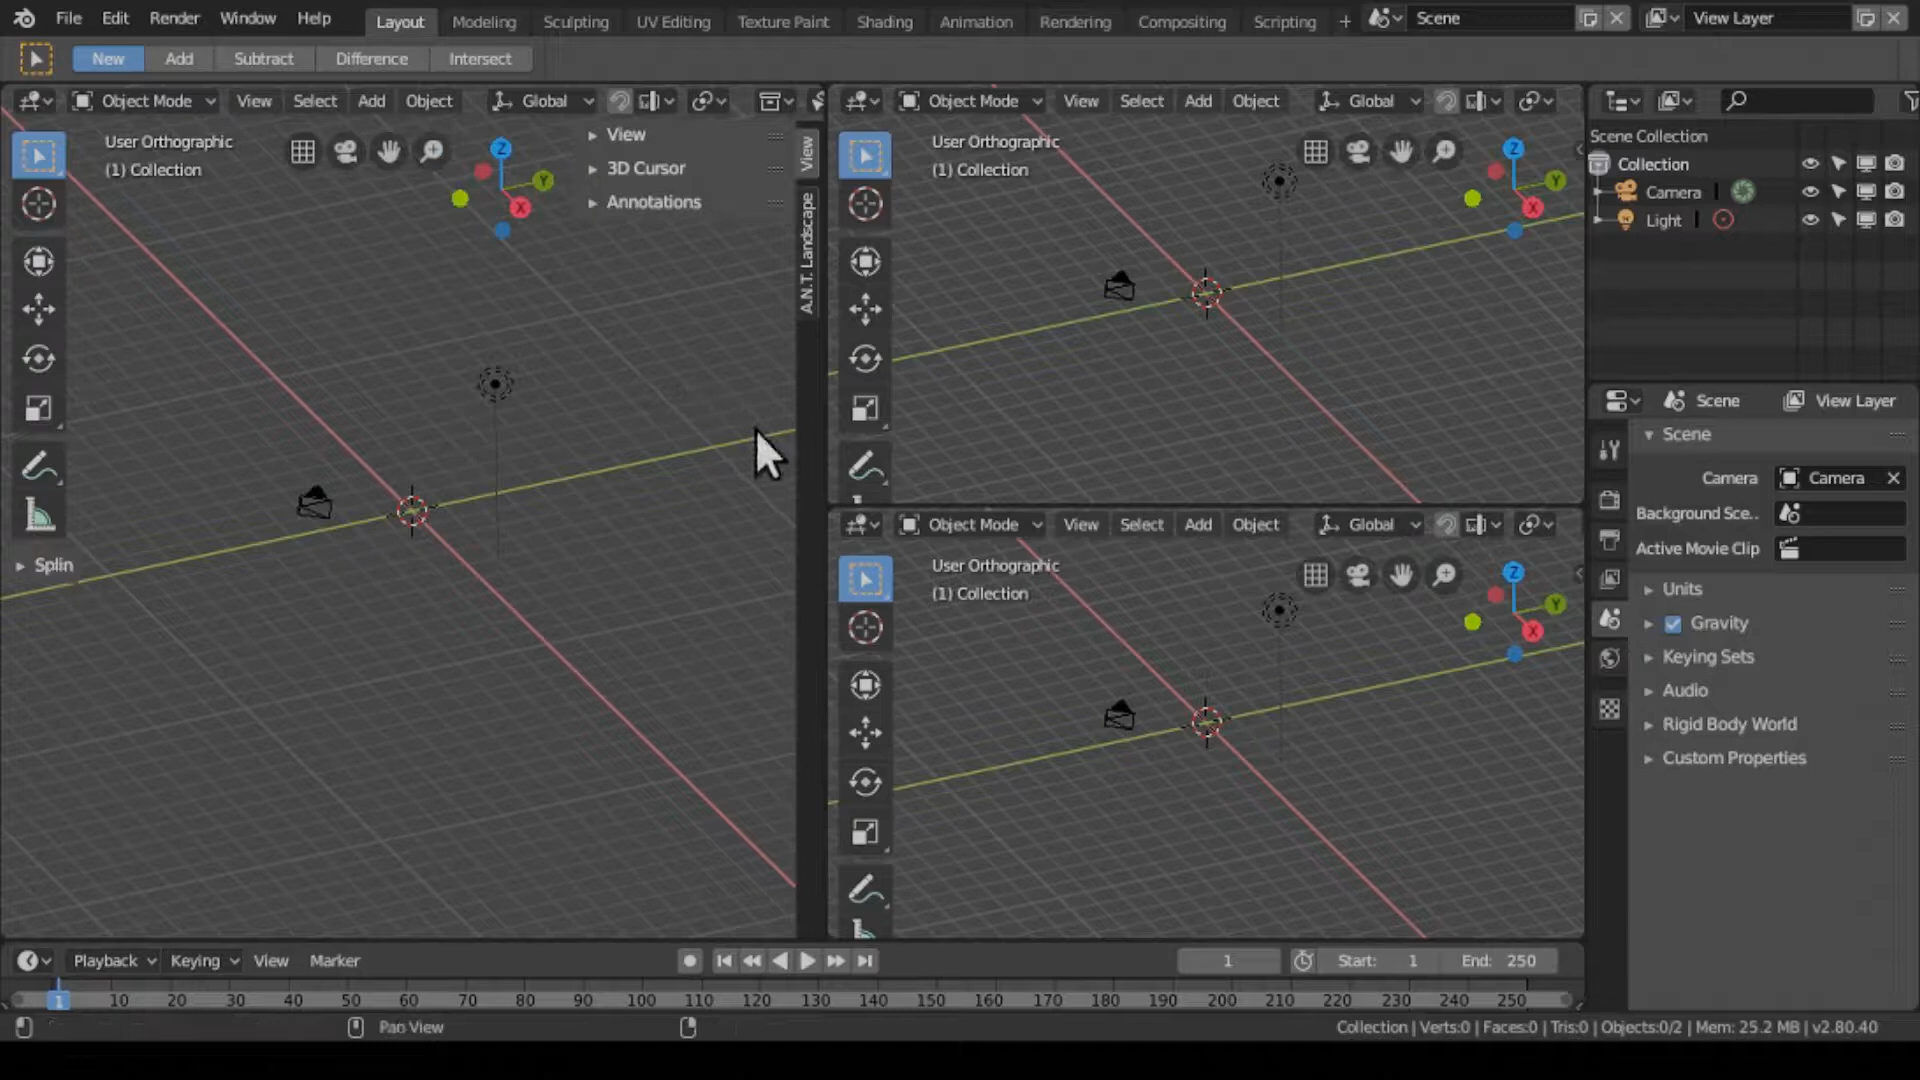 File Edit Render Window Help Layout Modeling Sculpting UV Editing Texture Paint Shading Animation Rendering Compositing Scripting + Scene View Layer
New Add Subtract Difference Intersect
Object Mode View Select Add Object Global
User Orthographic
(1) Collection
Z
Y
X
View
3D Cursor
Annotations
View
A.N.T. Landscape
Splin
Object Mode View Select Add Object Global
User Orthographic
(1) Collection
Z
Y
X
Object Mode View Select Add Object Global
User Orthographic
(1) Collection
Z
Y
X
Scene Collection
Collection
Camera
Light
Scene View Layer
Scene
Camera Camera
Background Sce..
Active Movie Clip
Units
Gravity
Keying Sets
Audio
Rigid Body World
Custom Properties
Playback Keying View Marker 1 Start: 1 End: 250
1 10 20 30 40 50 60 70 80 90 100 110 120 130 140 150 160 170 180 190 200 210 220 230 240 250
Pan View Collection | Verts:0 | Faces:0 | Tris:0 | Objects:0/2 | Mem: 25.2 MB | v2.80.40